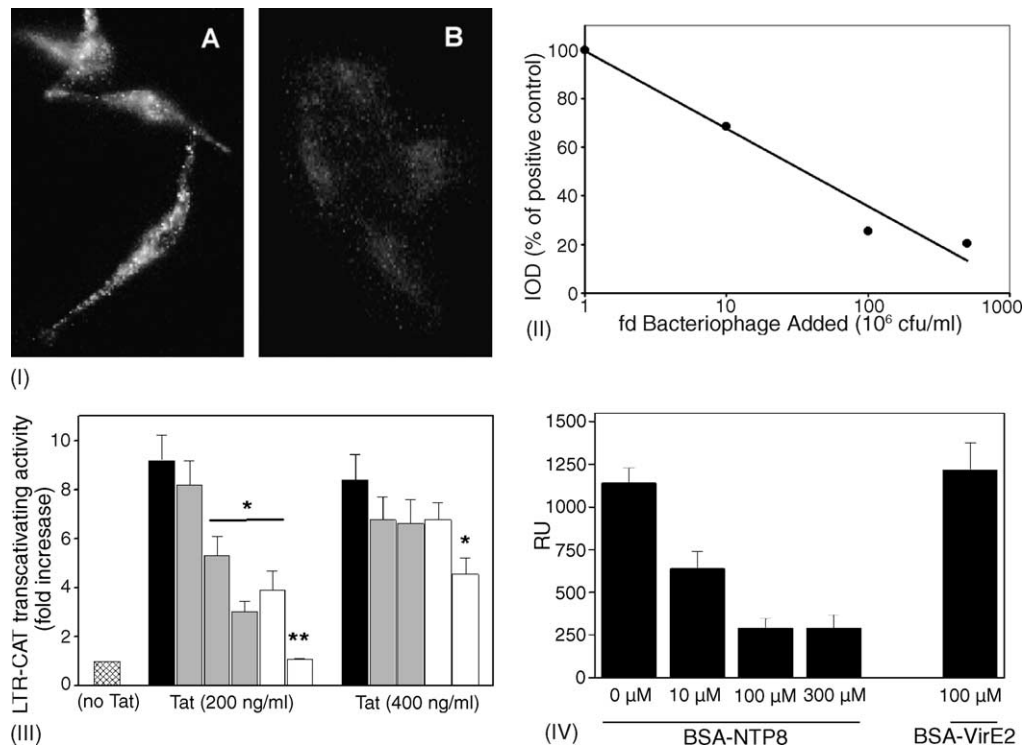 A
B
(I)
IOD (% of positive control)
100
80
60
40
20
0
1
10
100
1000
fd Bacteriophage Added (10⁶ cfu/ml)
(II)
LTR-CAT transcativating activity
(fold incresase)
10
8
6
4
2
0
*
**
*
(no Tat)
Tat (200 ng/ml)
Tat (400 ng/ml)
(III)
RU
1500
1250
1000
750
500
250
0
0 µM
10 µM
100 µM
300 µM
100 µM
BSA-NTP8
BSA-VirE2
(IV)